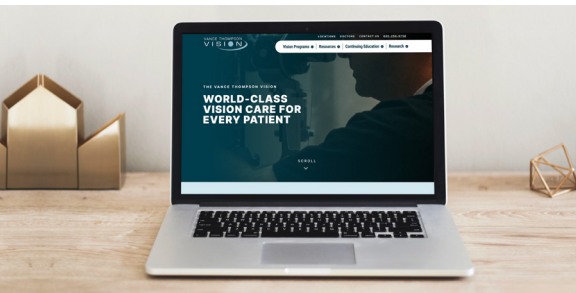 VANCE THOMPSON
VISION
LOCATIONS DOCTORS CONTACT US
Vision Programs
Resources
Continuing Education
Research
THE VANCE THOMPSON VISION
WORLD-CLASS
VISION CARE FOR
EVERY PATIENT
SCROLL